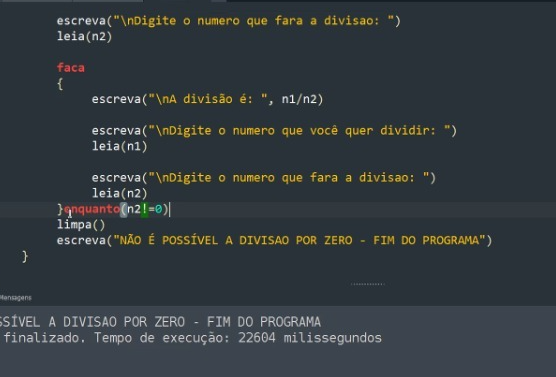 escreva("\nDigite o numero que fara a divisao: ")
leia(n2)
faca
{
escreva("\nA divisão é: ", n1/n2)
escreva("\nDigite o numero que você quer dividir: ")
leia(n1)
escreva("\nDigite o numero que fara a divisao: ")
leia(n2)
}enquanto(n2!=0)
limpa()
escreva("NÃO É POSSÍVEL A DIVISAO POR ZERO - FIM DO PROGRAMA")
}
Mensagens
SSÍVEL A DIVISAO POR ZERO - FIM DO PROGRAMA
finalizado. Tempo de execução: 22604 milissegundos